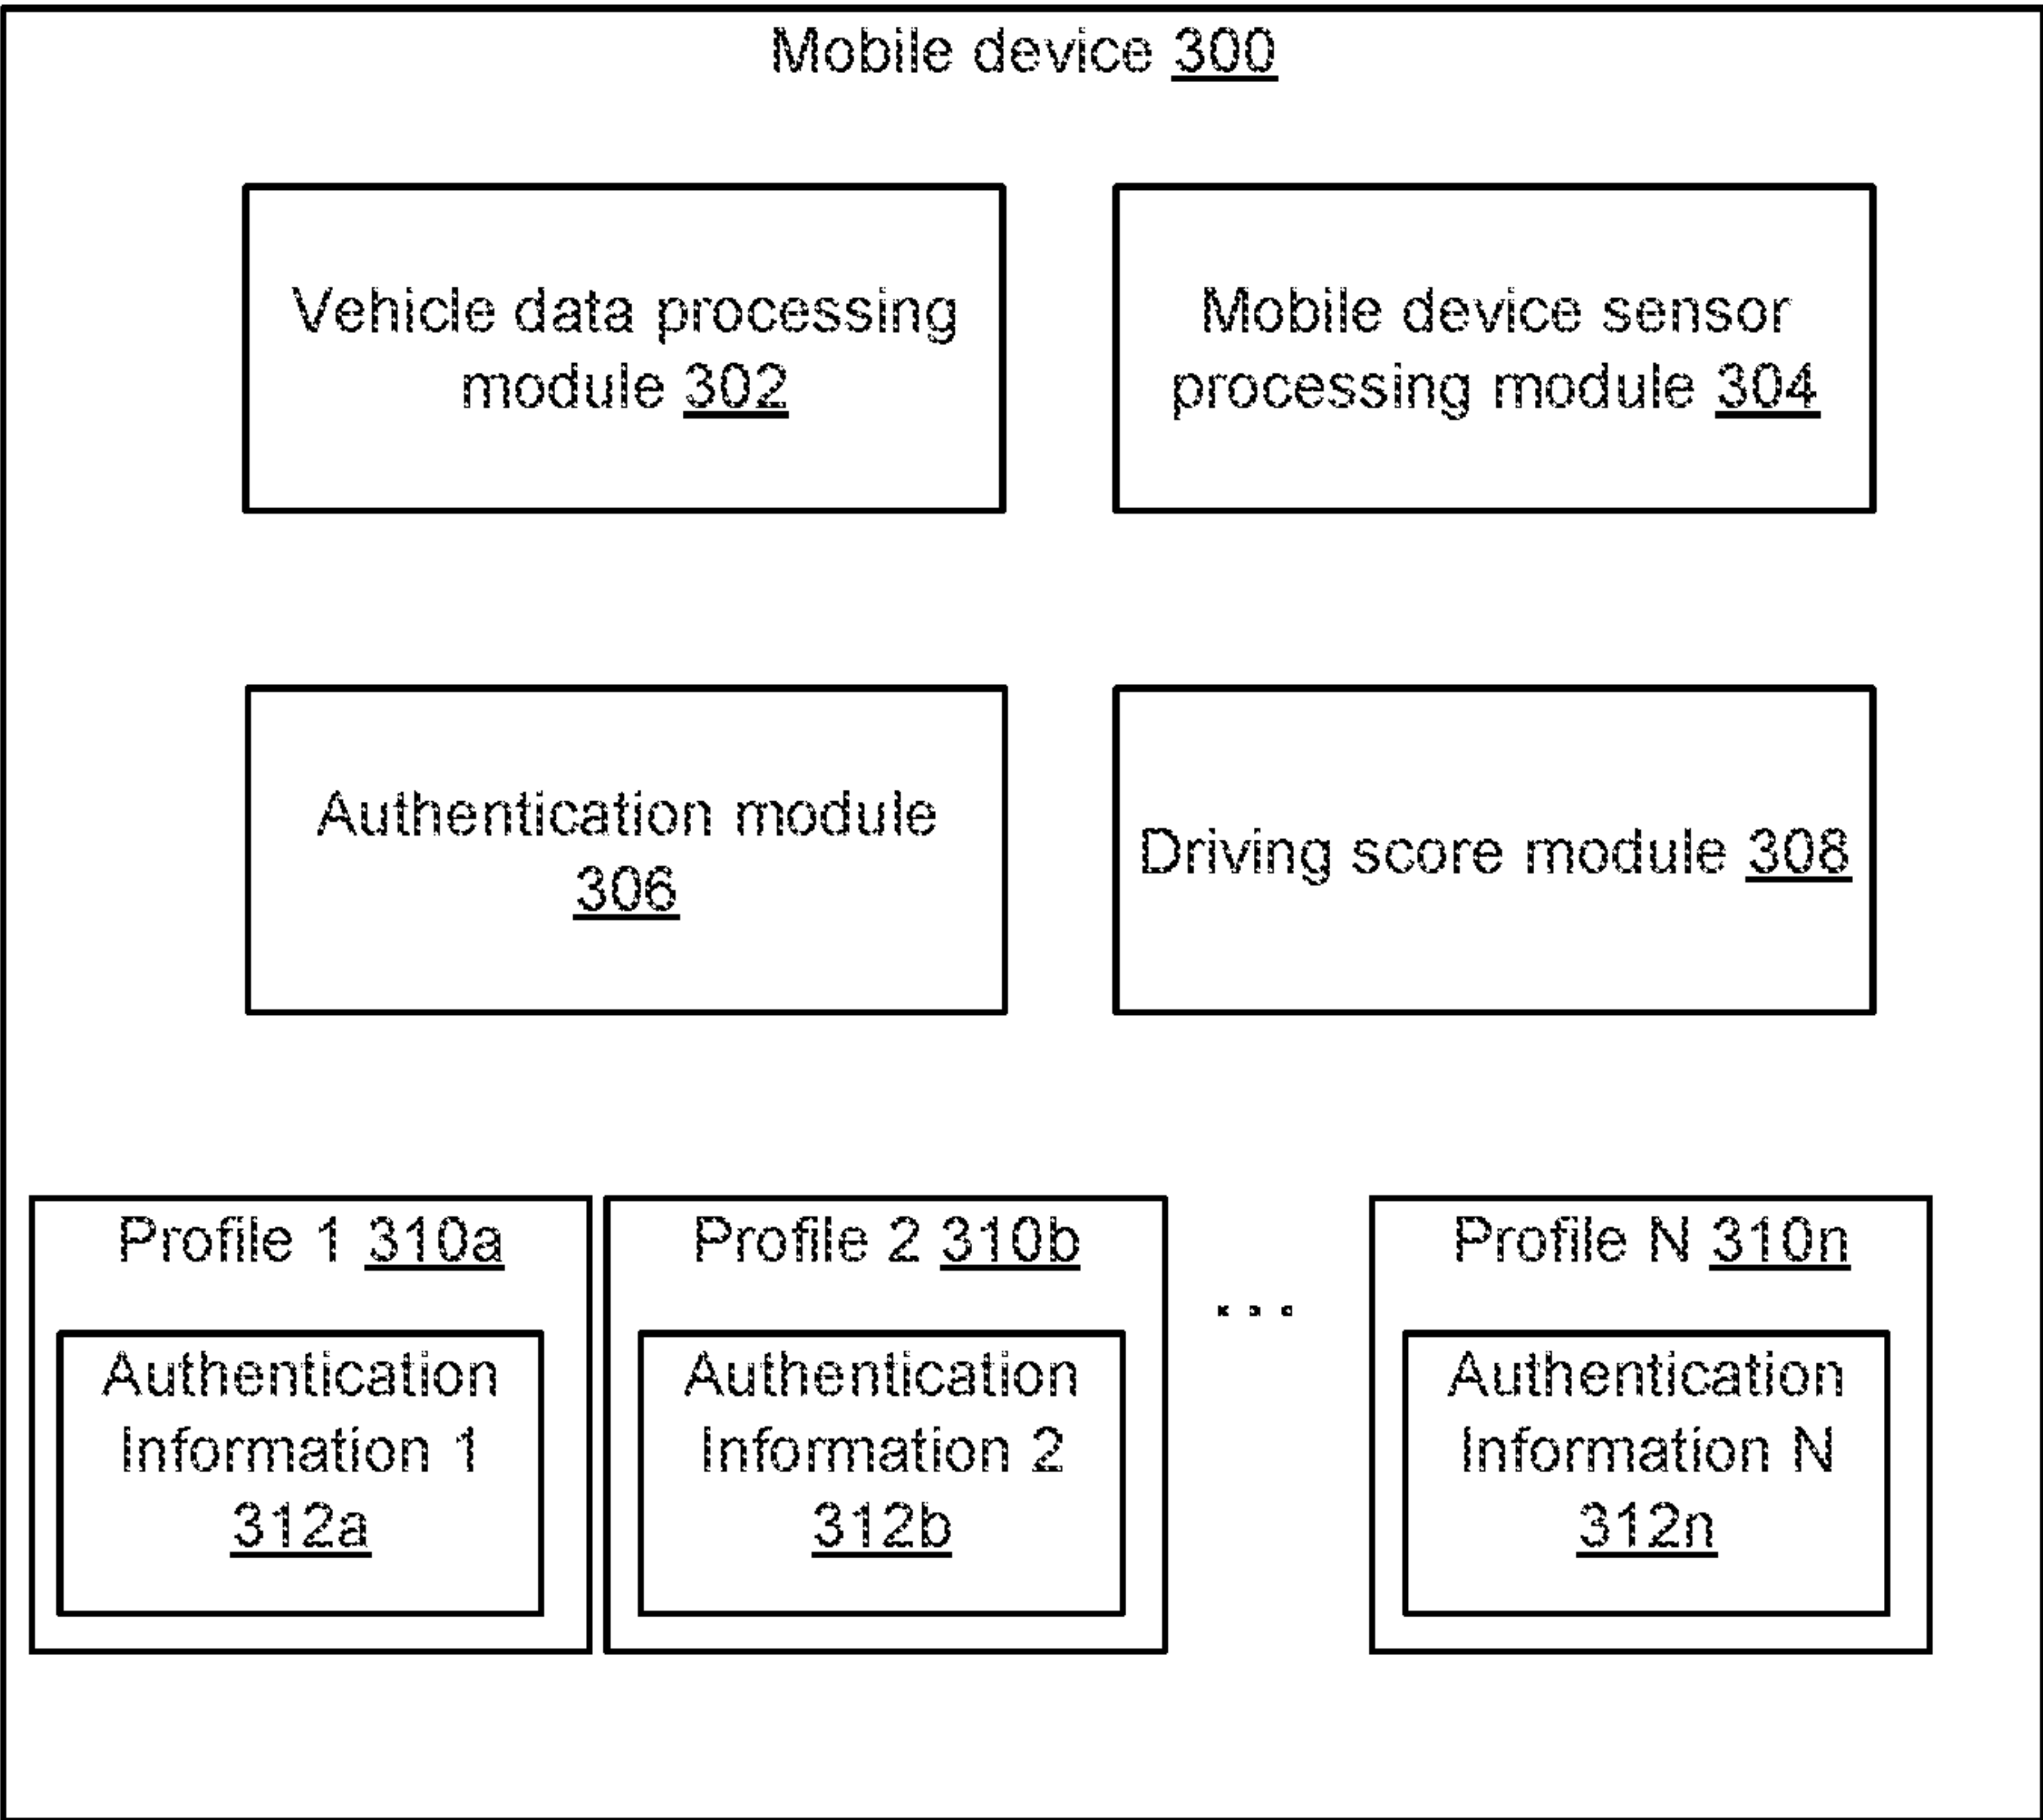 Mobile device 300
Vehicle data processing
module 302
Mobile device sensor
processing module 304
Authentication module
306
Driving score module 308
Profile 1 310a
Authentication
Information 1
312a
Profile 2 310b
Authentication
Information 2
312b
...
Profile N 310n
Authentication
Information N
312n